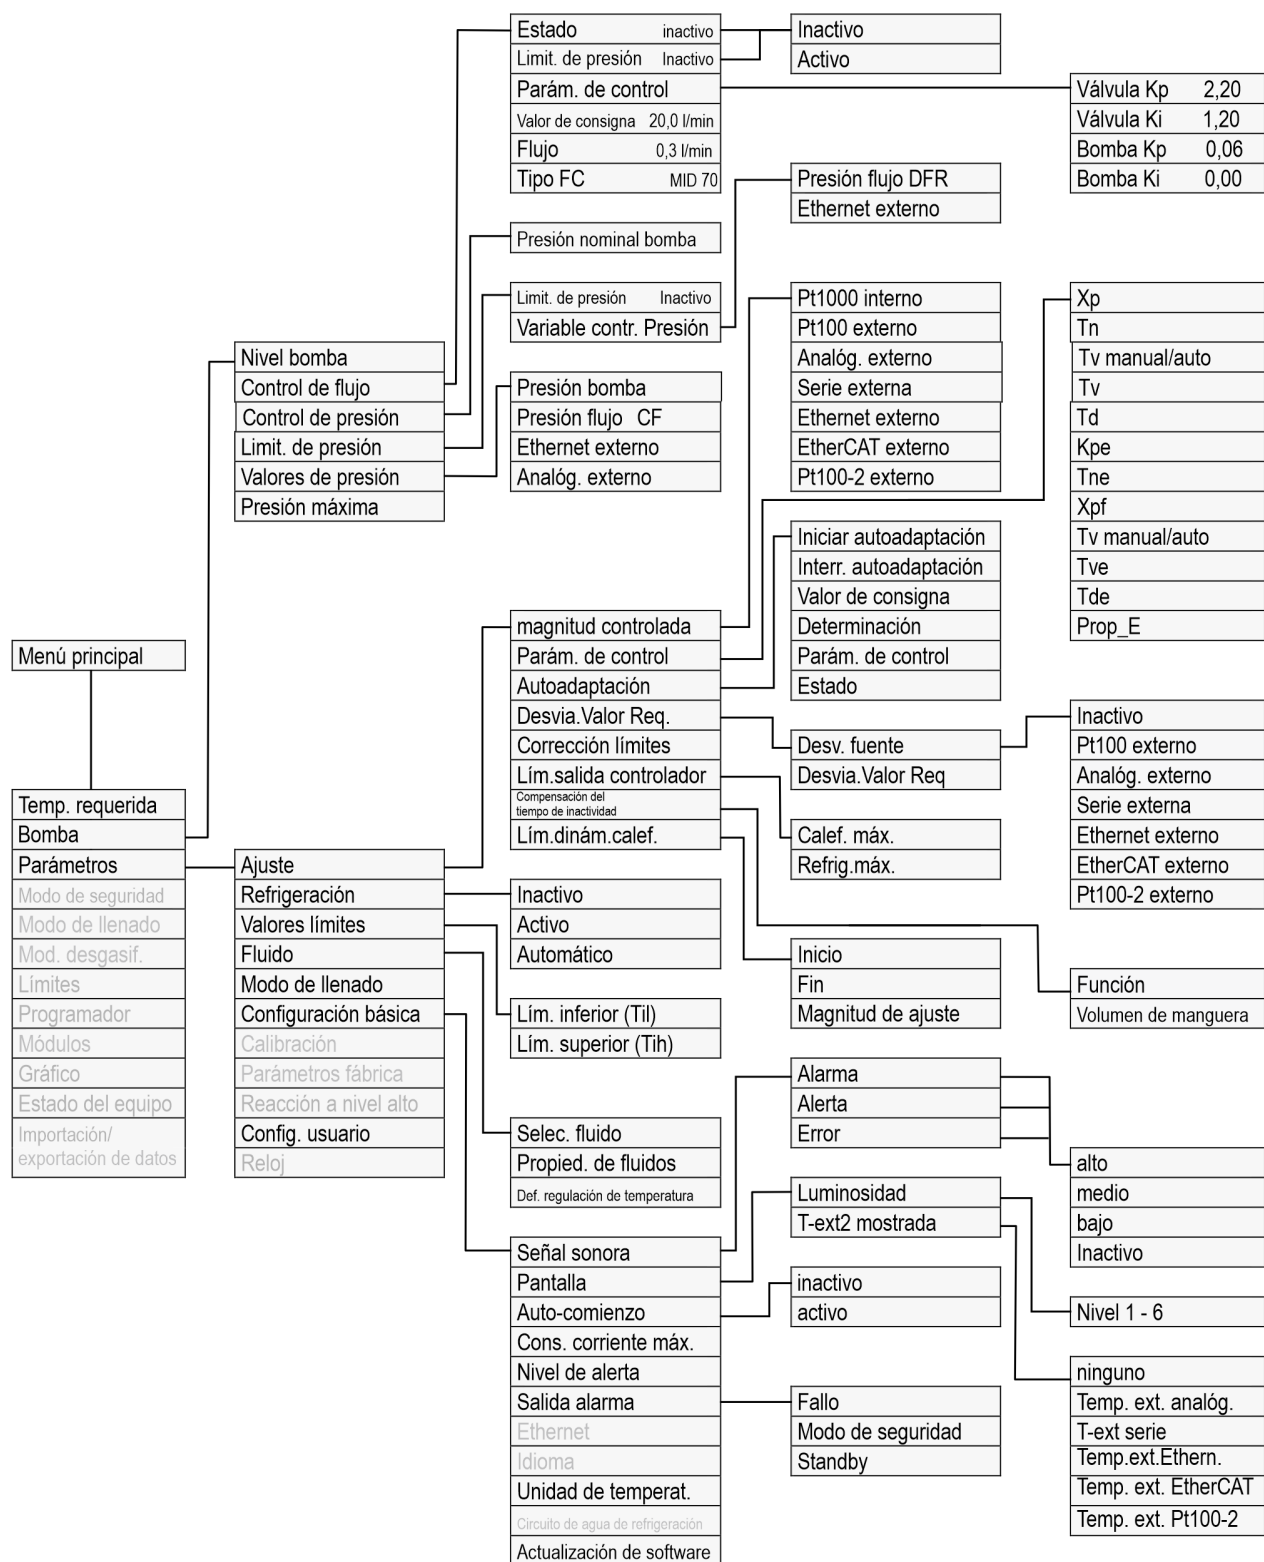 Menú principal
Temp. requerida
Bomba
Parámetros
Modo de seguridad
Modo de llenado
Mod. desgasif.
Límites
Programador
Módulos
Gráfico
Estado del equipo
Importación/
exportación de datos
Nivel bomba
Control de flujo
Control de presión
Limit. de presión
Valores de presión
Presión máxima
Ajuste
Refrigeración
Valores límites
Fluido
Modo de llenado
Configuración básica
Calibración
Parámetros fábrica
Reacción a nivel alto
Config. usuario
Reloj
Estado inactivo
Limit. de presión Inactivo
Parám. de control
Valor de consigna 20,0 l/min
Flujo 0,3 l/min
Tipo FC MID 70
Presión nominal bomba
Limit. de presión Inactivo
Variable contr. Presión
Presión bomba
Presión flujo CF
Ethernet externo
Analóg. externo
magnitud controlada
Parám. de control
Autoadaptación
Desvia.Valor Req.
Corrección límites
Lím.salida controlador
Compensación del
tiempo de inactividad
Lím.dinám.calef.
Inactivo
Activo
Automático
Lím. inferior (Til)
Lím. superior (Tih)
Selec. fluido
Propied. de fluidos
Def. regulación de temperatura
Señal sonora
Pantalla
Auto-comienzo
Cons. corriente máx.
Nivel de alerta
Salida alarma
Ethernet
Idioma
Unidad de temperat.
Circuito de agua de refrigeración
Actualización de software
Inactivo
Activo
Presión flujo DFR
Ethernet externo
Pt1000 interno
Pt100 externo
Analóg. externo
Serie externa
Ethernet externo
EtherCAT externo
Pt100-2 externo
Iniciar autoadaptación
Interr. autoadaptación
Valor de consigna
Determinación
Parám. de control
Estado
Desv. fuente
Desvia.Valor Req
Calef. máx.
Refrig.máx.
Inicio
Fin
Magnitud de ajuste
Alarma
Alerta
Error
Luminosidad
T-ext2 mostrada
inactivo
activo
Fallo
Modo de seguridad
Standby
Válvula Kp 2,20
Válvula Ki 1,20
Bomba Kp 0,06
Bomba Ki 0,00
Xp
Tn
Tv manual/auto
Tv
Td
Kpe
Tne
Xpf
Tv manual/auto
Tve
Tde
Prop_E
Inactivo
Pt100 externo
Analóg. externo
Serie externa
Ethernet externo
EtherCAT externo
Pt100-2 externo
Función
Volumen de manguera
alto
medio
bajo
Inactivo
Nivel 1 - 6
ninguno
Temp. ext. analóg.
T-ext serie
Temp.ext.Ethern.
Temp. ext. EtherCAT
Temp. ext. Pt100-2